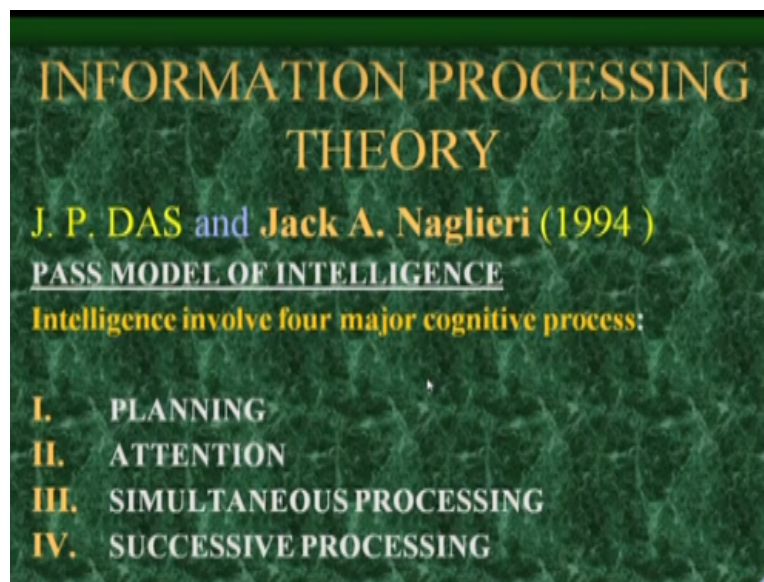 INFORMATION PROCESSING
THEORY
J. P. DAS and Jack A. Naglieri (1994 )
PASS MODEL OF INTELLIGENCE
Intelligence involve four major cognitive process:
I. PLANNING
II. ATTENTION
III. SIMULTANEOUS PROCESSING
IV. SUCCESSIVE PROCESSING